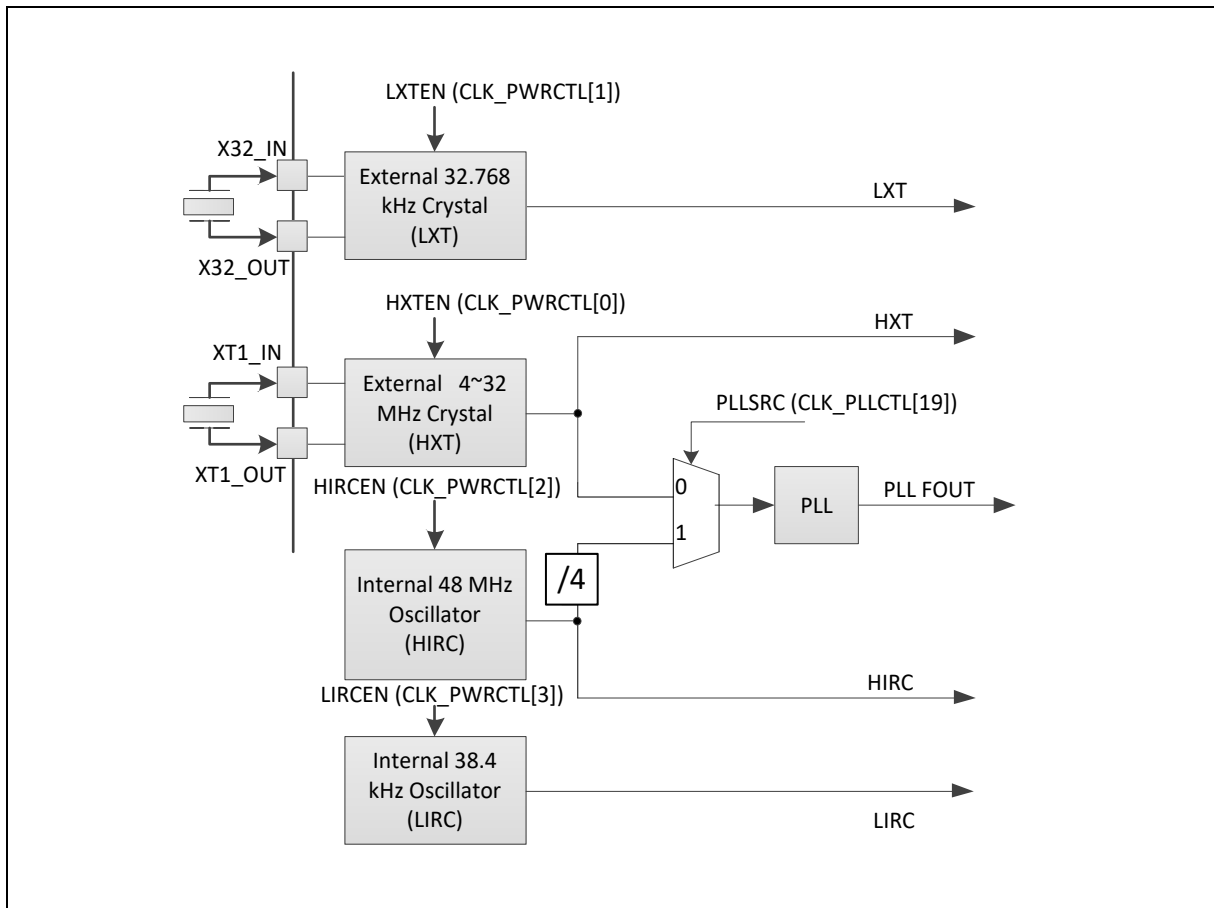 LXTEN (CLK_PWRCTL[1])
X32_IN
External 32.768
kHz Crystal
(LXT)
LXT
X32_OUT
HXTEN (CLK_PWRCTL[0])
HXT
XT1_IN
External 4~32
MHz Crystal
(HXT)
PLLSRC (CLK_PLLCTL[19])
XT1_OUT
HIRCEN (CLK_PWRCTL[2])
0
1
PLL
PLL FOUT
/4
Internal 48 MHz
Oscillator
(HIRC)
HIRC
LIRCEN (CLK_PWRCTL[3])
Internal 38.4
kHz Oscillator
(LIRC)
LIRC